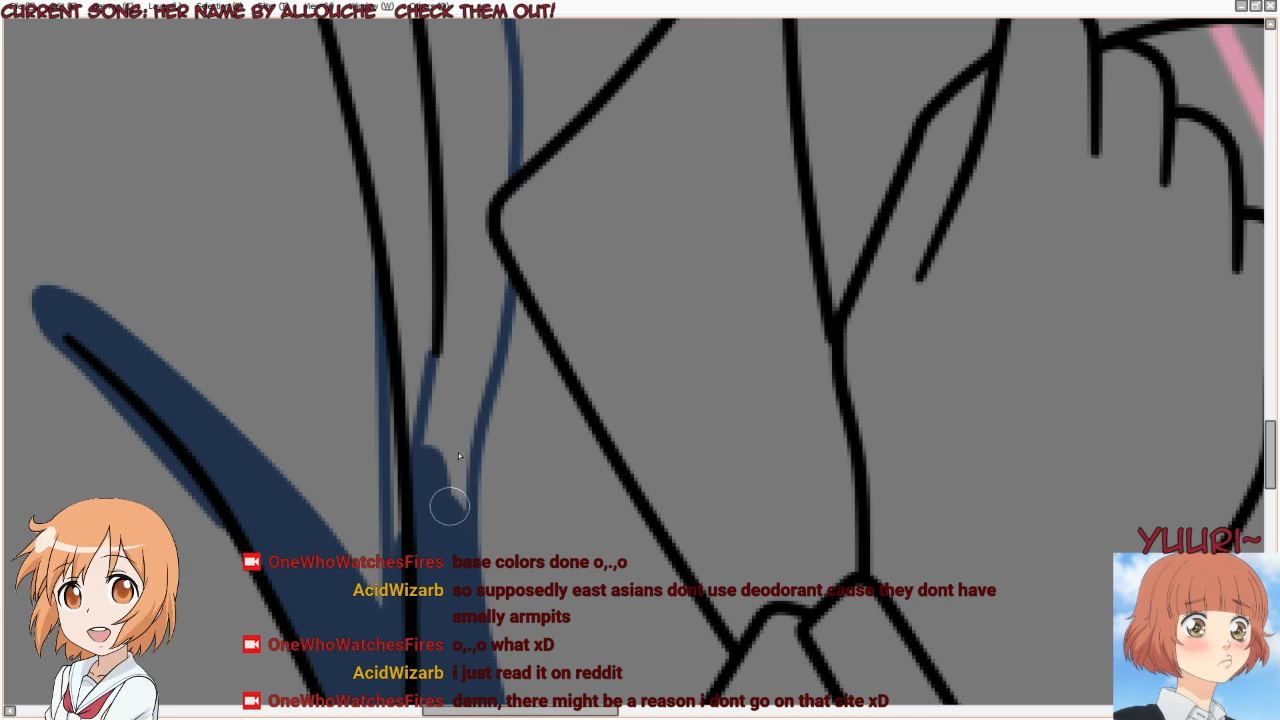 CURRENT SONG: HER NAME BY ALLOUCHE CHECK THEM OUT!
YUURI~
OneWhoWatchesFires base colors done o,.,o
AcidWizarb so supposedly east asians dont use deodorant cause they dont have
smelly armpits
OneWhoWatchesFires o,.,o what xD
AcidWizarb i just read it on reddit
OneWhoWatchesFires damn, there might be a reason i dont go on that site xD